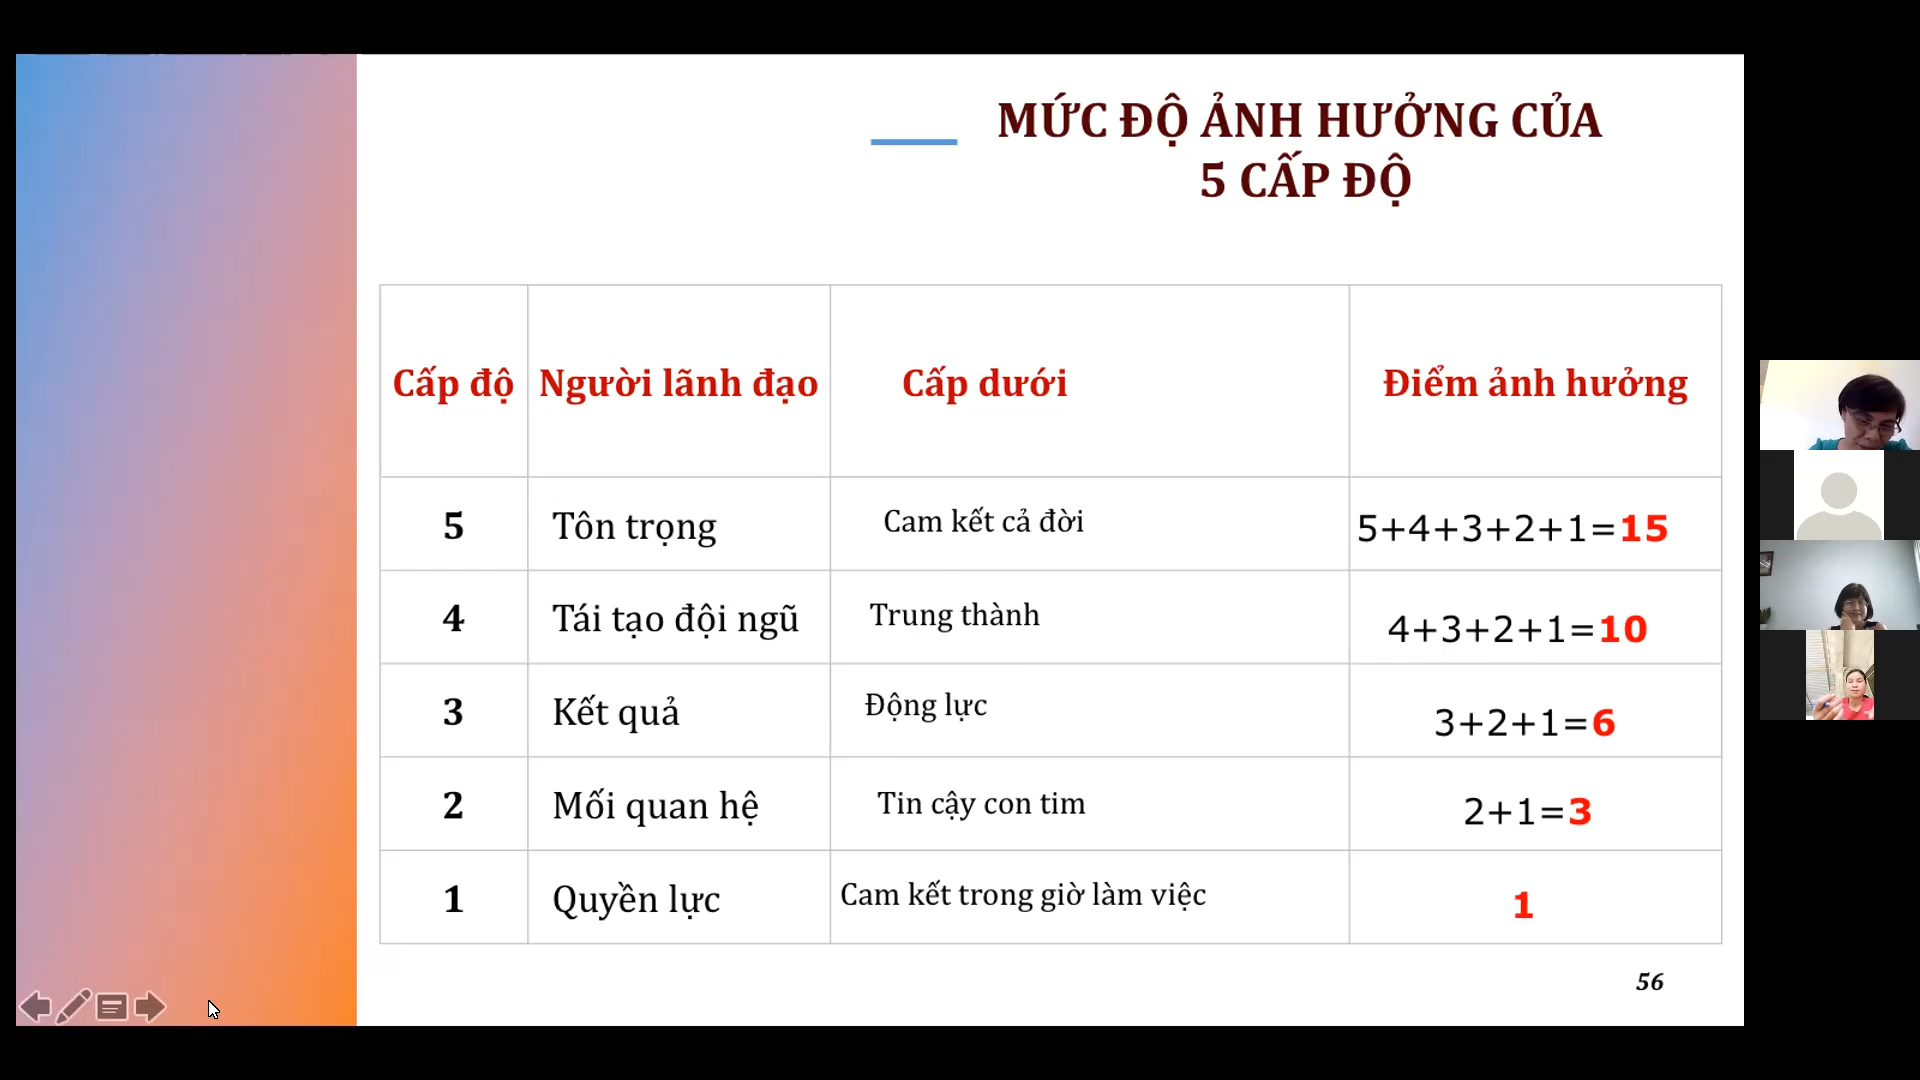 MỨC ĐỘ ẢNH HƯỞNG CỦA
5 CẤP ĐỘ
Cấp độ Người lãnh đạo Cấp dưới Điểm ảnh hưởng
5 Tôn trọng Cam kết cả đời 5+4+3+2+1=15
4 Tái tạo đội ngũ Trung thành 4+3+2+1=10
3 Kết quả Động lực 3+2+1=6
2 Mối quan hệ Tin cậy con tim 2+1=3
1 Quyền lực Cam kết trong giờ làm việc 1
56